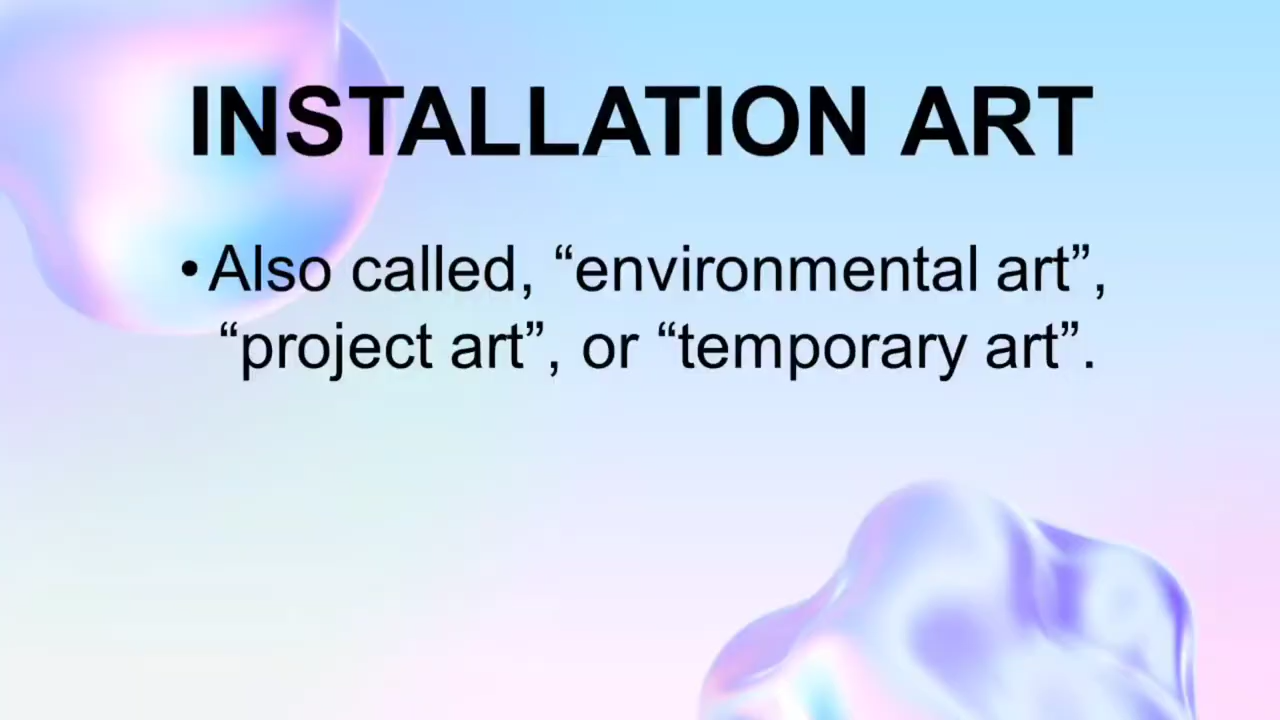 INSTALLATION ART
• Also called, “environmental art”,
“project art”, or “temporary art”.